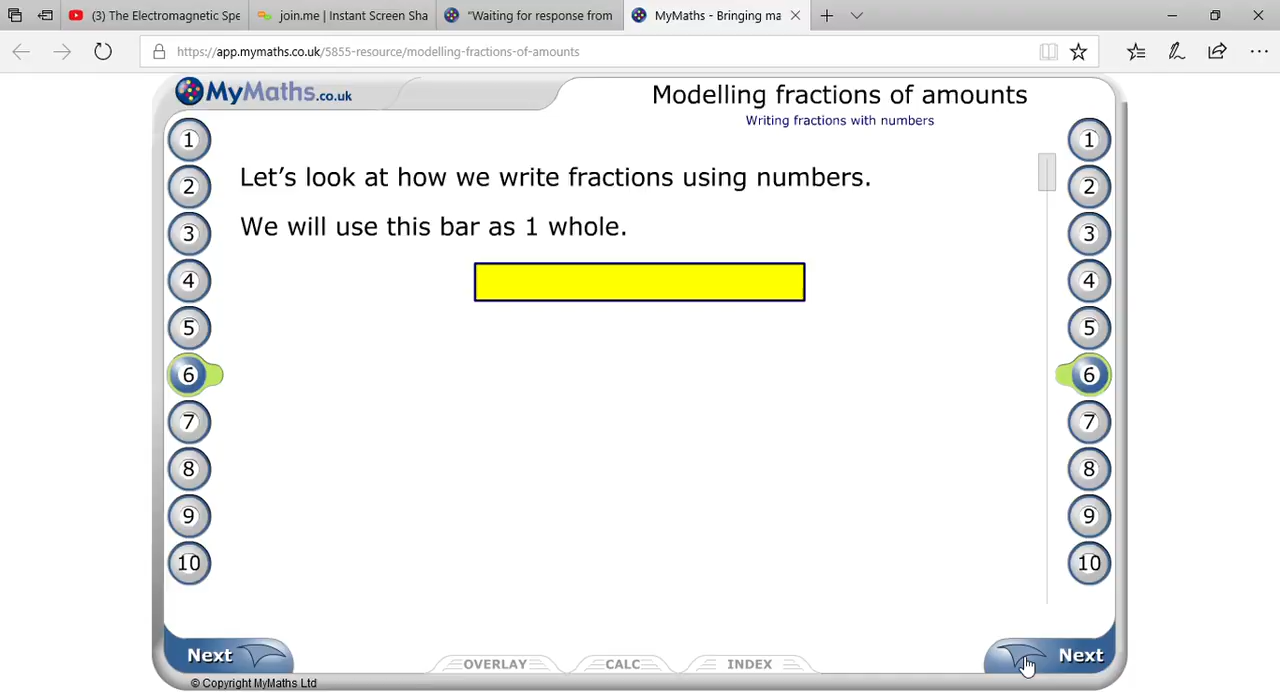 (3) The Electromagnetic Spe
join.me | Instant Screen Sha
"Waiting for response from
MyMaths - Bringing ma
https://app.mymaths.co.uk/5855-resource/modelling-fractions-of-amounts
MyMaths.co.uk
Modelling fractions of amounts
Writing fractions with numbers
Let's look at how we write fractions using numbers.
We will use this bar as 1 whole.
1
2
3
4
5
6
7
8
9
10
1
2
3
4
5
6
7
8
9
10
Next
OVERLAY
CALC
INDEX
Next
© Copyright MyMaths Ltd